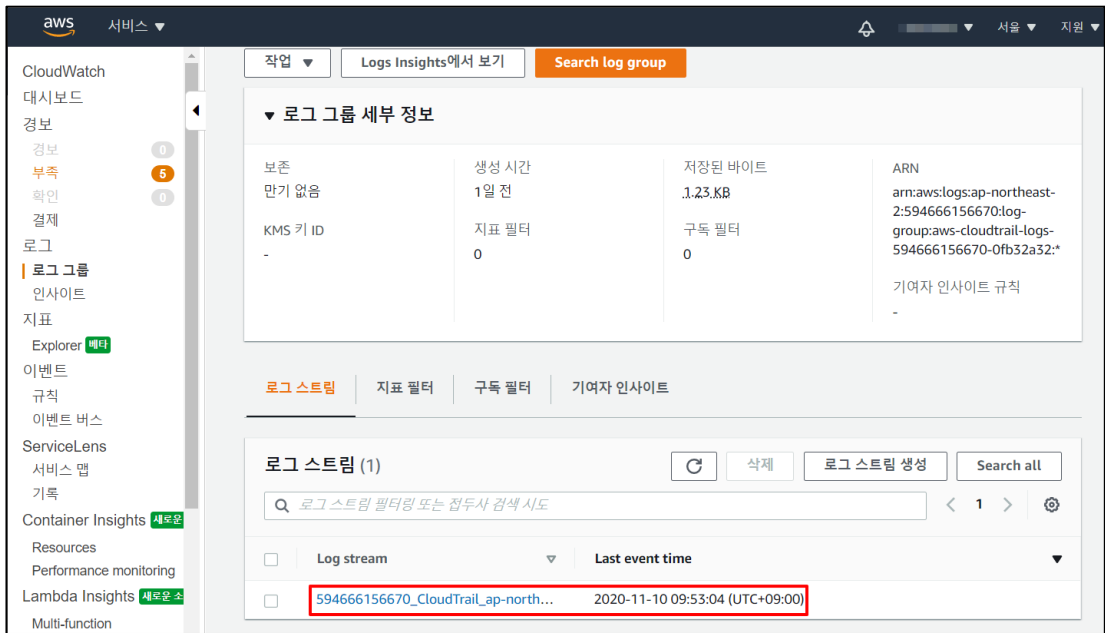 aws
서비스 ▼
서울 ▼
지원 ▼
CloudWatch
대시보드
경보
경보 0
부족 5
확인 0
결제
로그
로그 그룹
인사이트
지표
Explorer 베타
이벤트
규칙
이벤트 버스
ServiceLens
서비스 맵
기록
Container Insights 새로운
Resources
Performance monitoring
Lambda Insights 새로운 소
Multi-function
작업 ▼
Logs Insights에서 보기
Search log group
▼ 로그 그룹 세부 정보
보존
만기 없음
KMS 키 ID
-
생성 시간
1일 전
지표 필터
0
저장된 바이트
1.23 KB
구독 필터
0
ARN
arn:aws:logs:ap-northeast-
2:594666156670:log-
group:aws-cloudtrail-logs-
594666156670-0fb32a32:*
기여자 인사이트 규칙
-
로그 스트림
지표 필터
구독 필터
기여자 인사이트
로그 스트림 (1)
삭제
로그 스트림 생성
Search all
로그 스트림 필터링 또는 접두사 검색 시도
1
Log stream
Last event time
594666156670_CloudTrail_ap-north...
2020-11-10 09:53:04 (UTC+09:00)